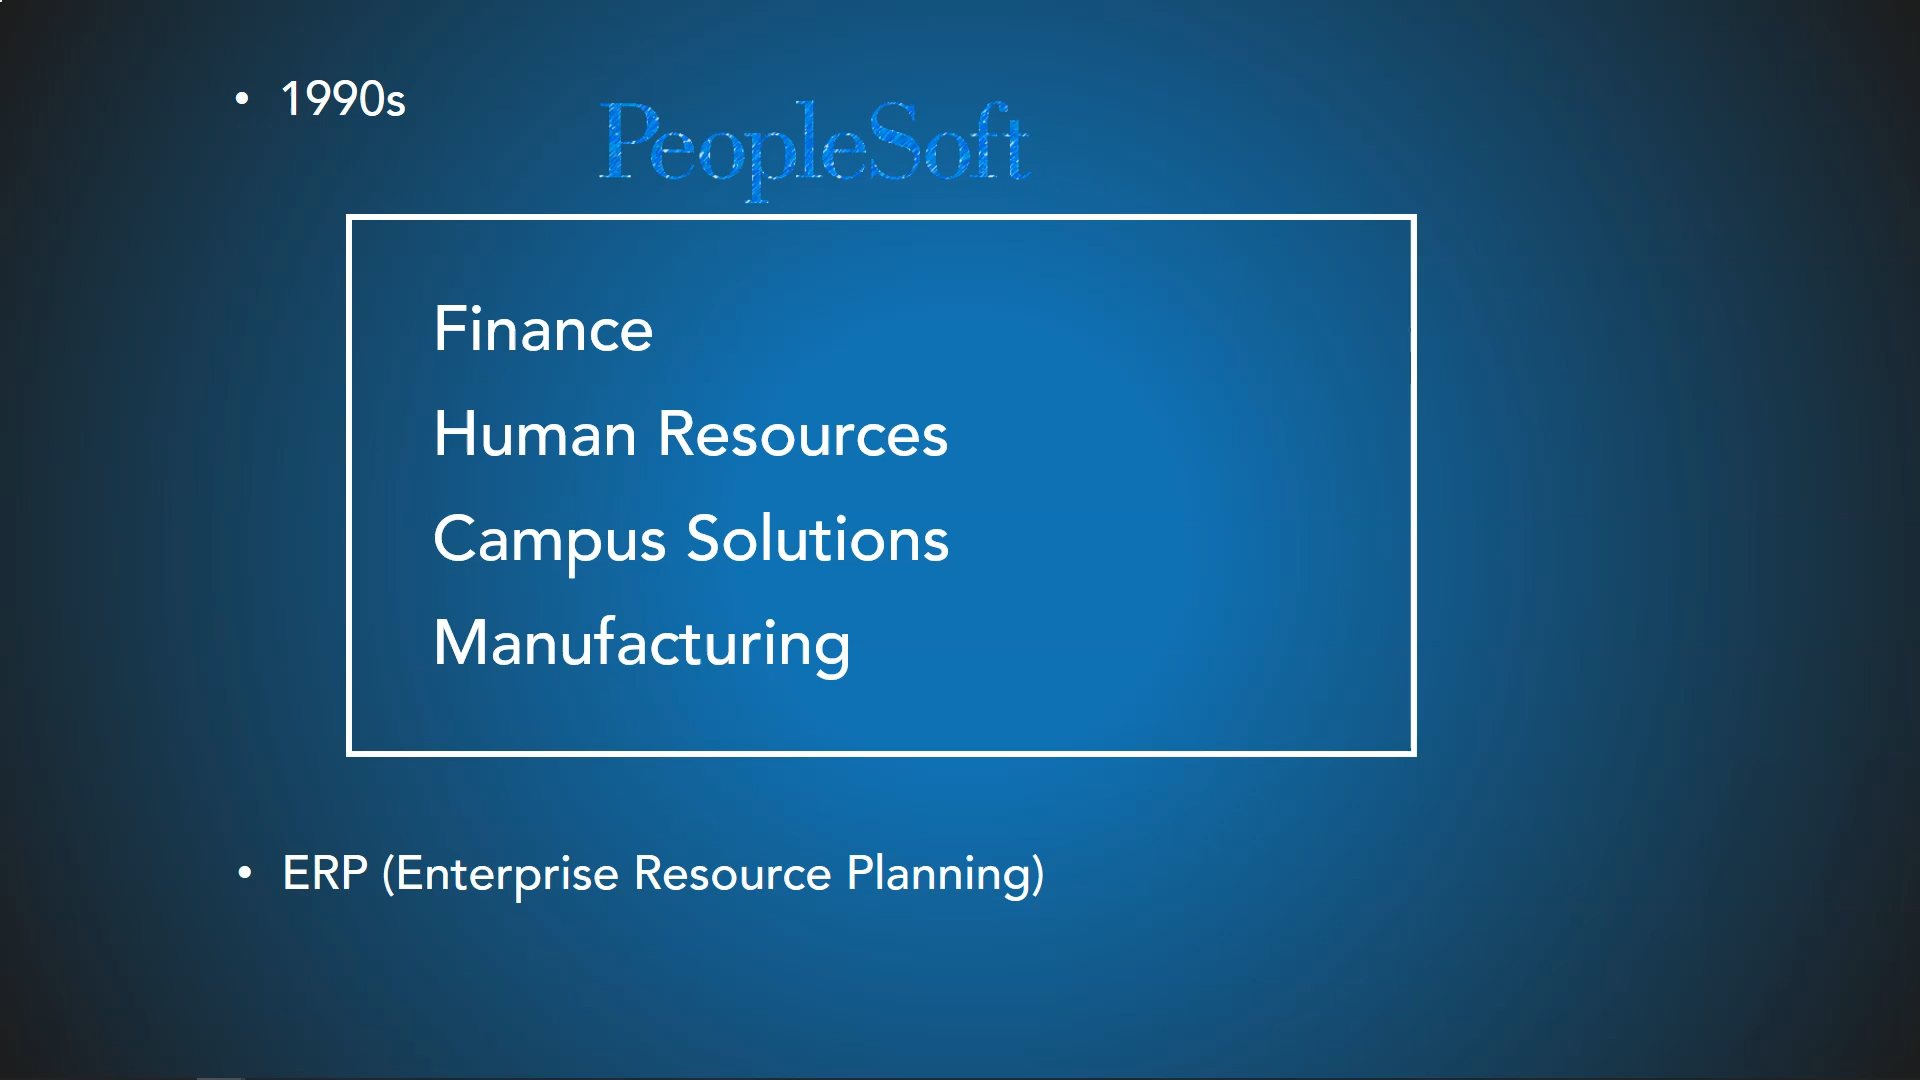 • 1990s
PeopleSoft
Finance
Human Resources
Campus Solutions
Manufacturing
• ERP (Enterprise Resource Planning)